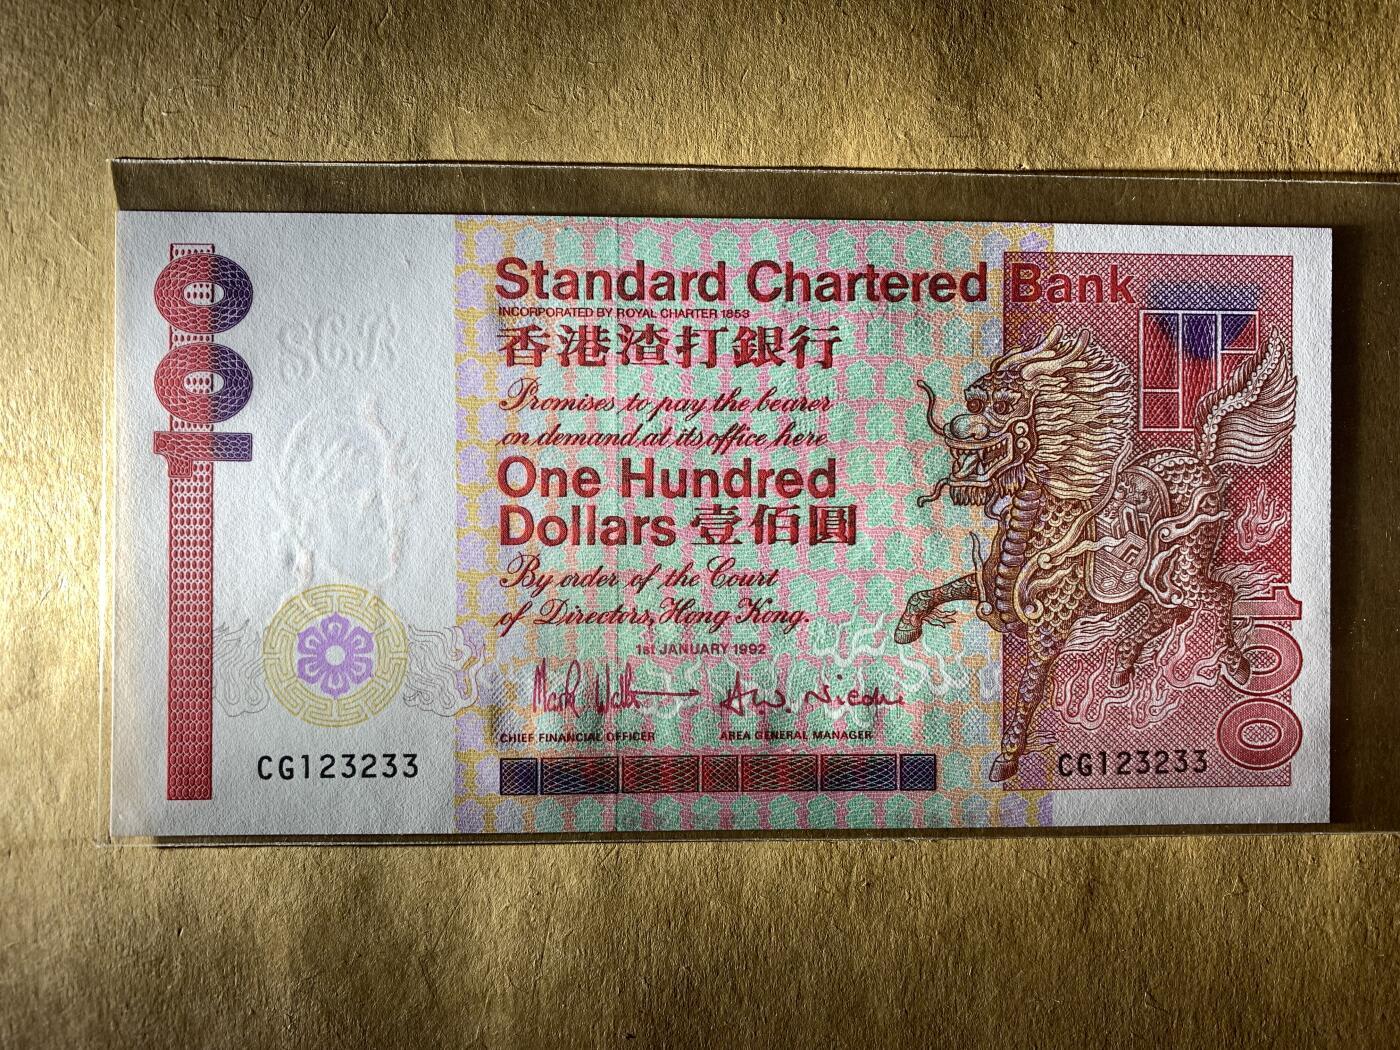 100
SCB
Standard Chartered Bank
INCORPORATED BY ROYAL CHARTER 1853
香港渣打銀行
Promises to pay the bearer
on demand at its office here
One Hundred
Dollars 壹佰圓
By order of the Court
of Directors, Hong Kong.
1st JANUARY 1992
CHIEF FINANCIAL OFFICER
AREA GENERAL MANAGER
CG123233
CG123233
100